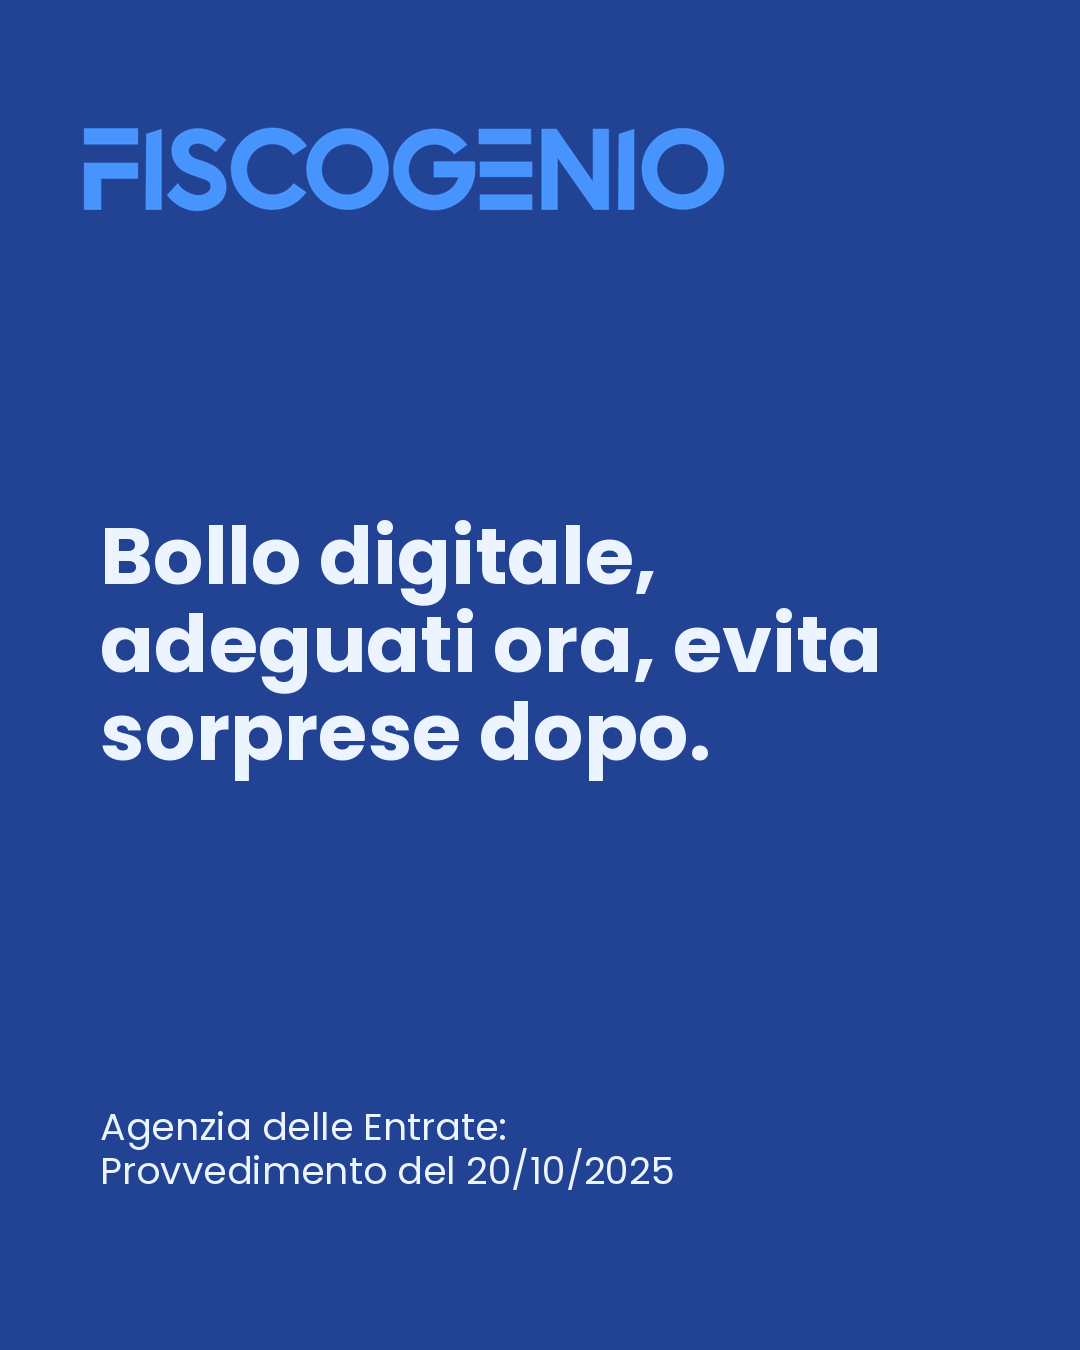 FISCOGENIO
Bollo digitale,
adeguati ora, evita
sorprese dopo.
Agenzia delle Entrate:
Provvedimento del 20/10/2025